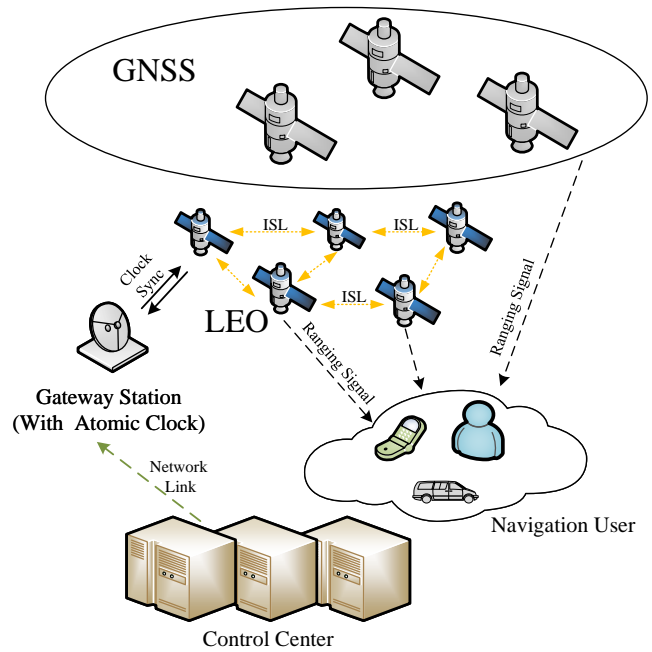 GNSS
ISL
ISL
Clock
Sync
ISL
LEO
Ranging Signal
Ranging Signal
Gateway Station
(With Atomic Clock)
Network
Link
Navigation User
Control Center